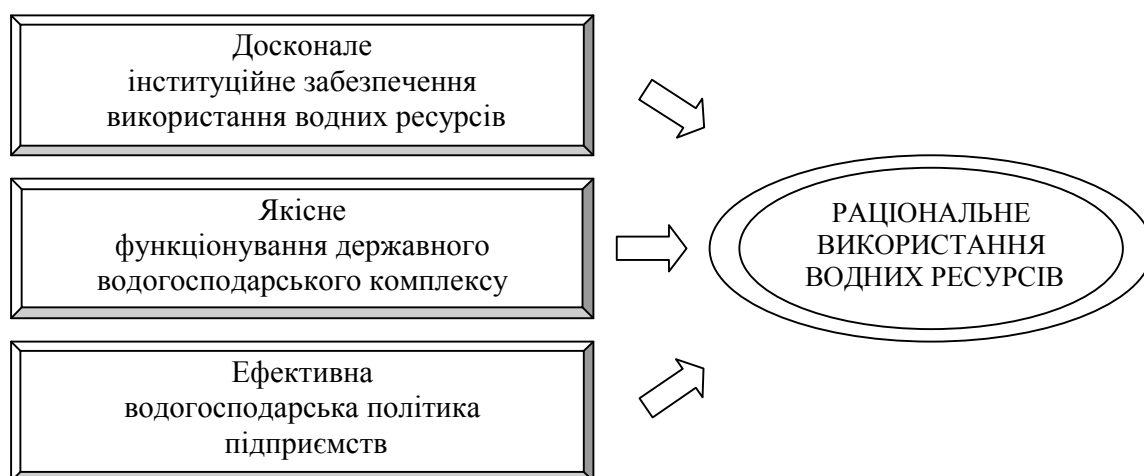 Досконале
інституційне забезпечення
використання водних ресурсів
Якісне
функціонування державного
водогосподарського комплексу
Ефективна
водогосподарська політика
підприємств
РАЦІОНАЛЬНЕ
ВИКОРИСТАННЯ
ВОДНИХ РЕСУРСІВ